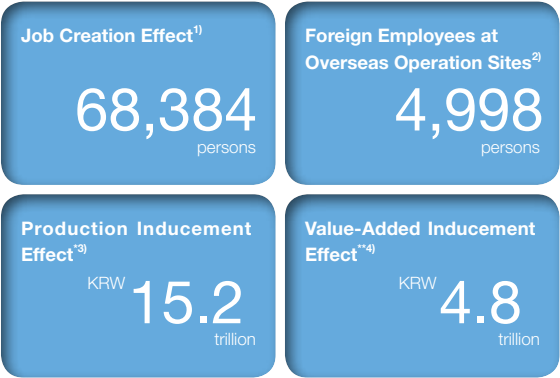 Job Creation Effect1)
68,384
persons
Foreign Employees at
Overseas Operation Sites2)
4,998
persons
Production Inducement
Effect*3)
KRW 15.2
trillion
Value-Added Inducement
Effect**4)
KRW 4.8
trillion